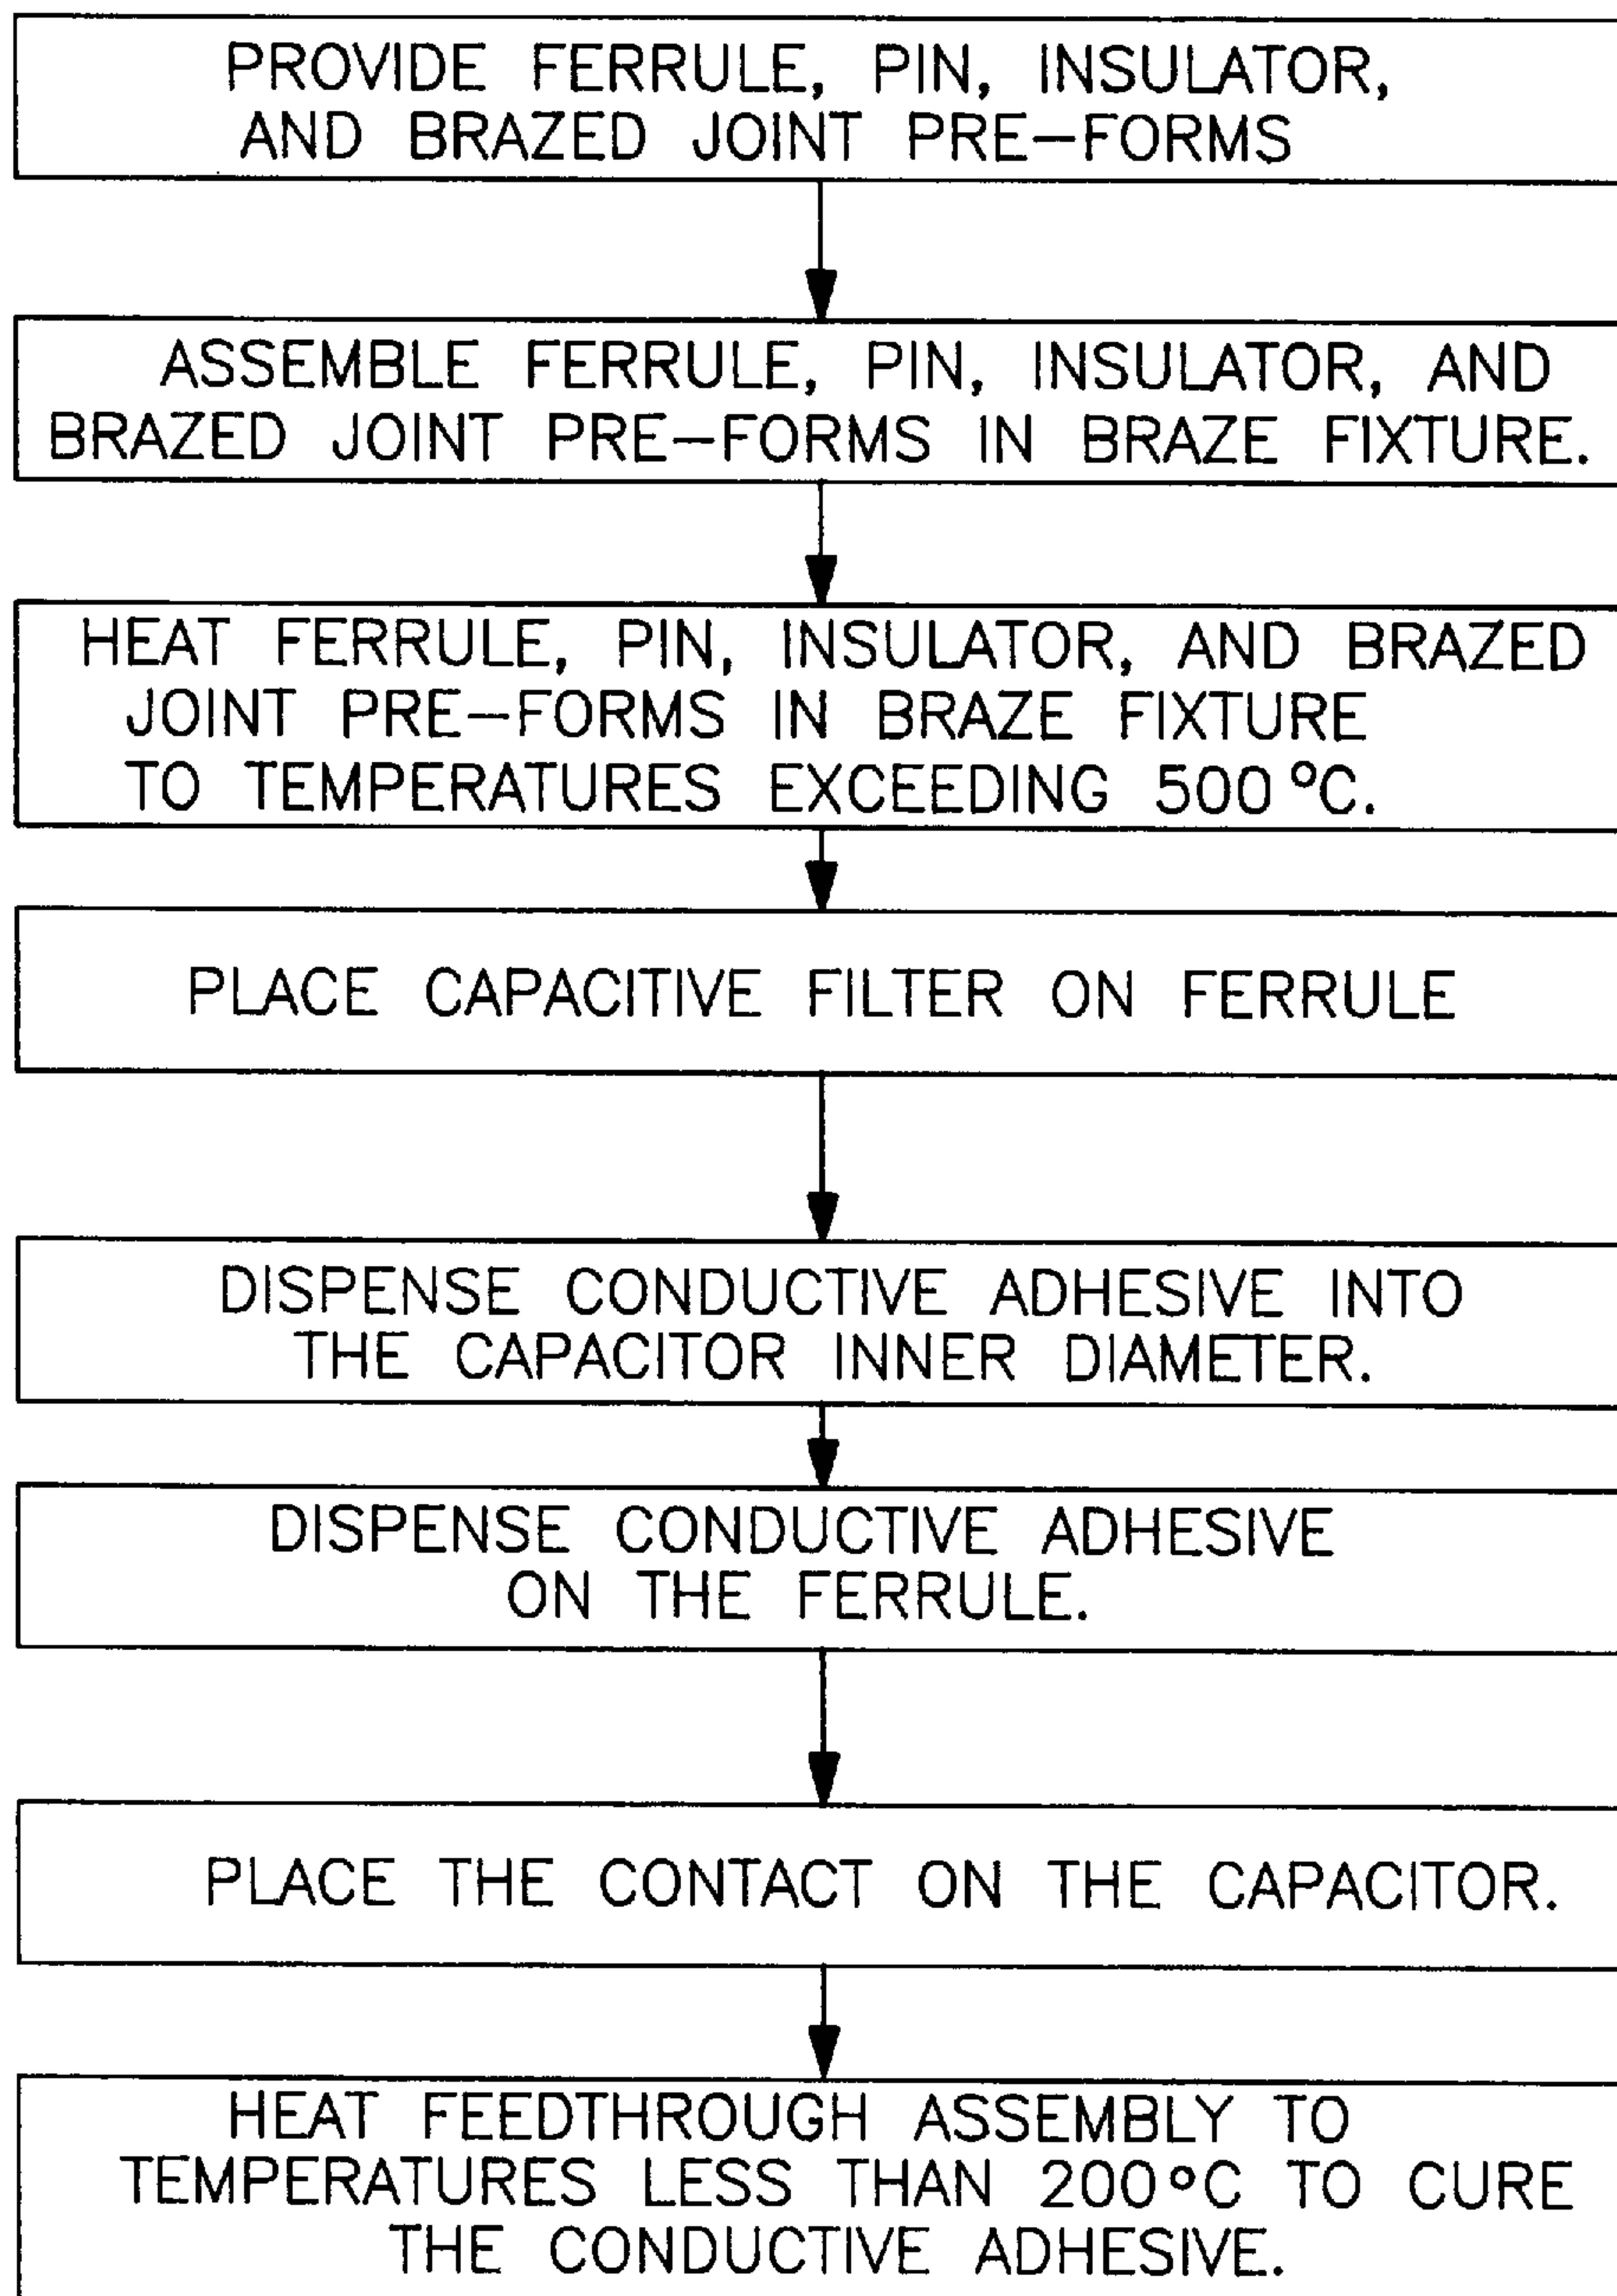 PROVIDE FERRULE, PIN, INSULATOR,
AND BRAZED JOINT PRE-FORMS
ASSEMBLE FERRULE, PIN, INSULATOR, AND
BRAZED JOINT PRE-FORMS IN BRAZE FIXTURE.
HEAT FERRULE, PIN, INSULATOR, AND BRAZED
JOINT PRE-FORMS IN BRAZE FIXTURE
TO TEMPERATURES EXCEEDING 500°C.
PLACE CAPACITIVE FILTER ON FERRULE
DISPENSE CONDUCTIVE ADHESIVE INTO
THE CAPACITOR INNER DIAMETER.
DISPENSE CONDUCTIVE ADHESIVE
ON THE FERRULE.
PLACE THE CONTACT ON THE CAPACITOR.
HEAT FEEDTHROUGH ASSEMBLY TO
TEMPERATURES LESS THAN 200°C TO CURE
THE CONDUCTIVE ADHESIVE.